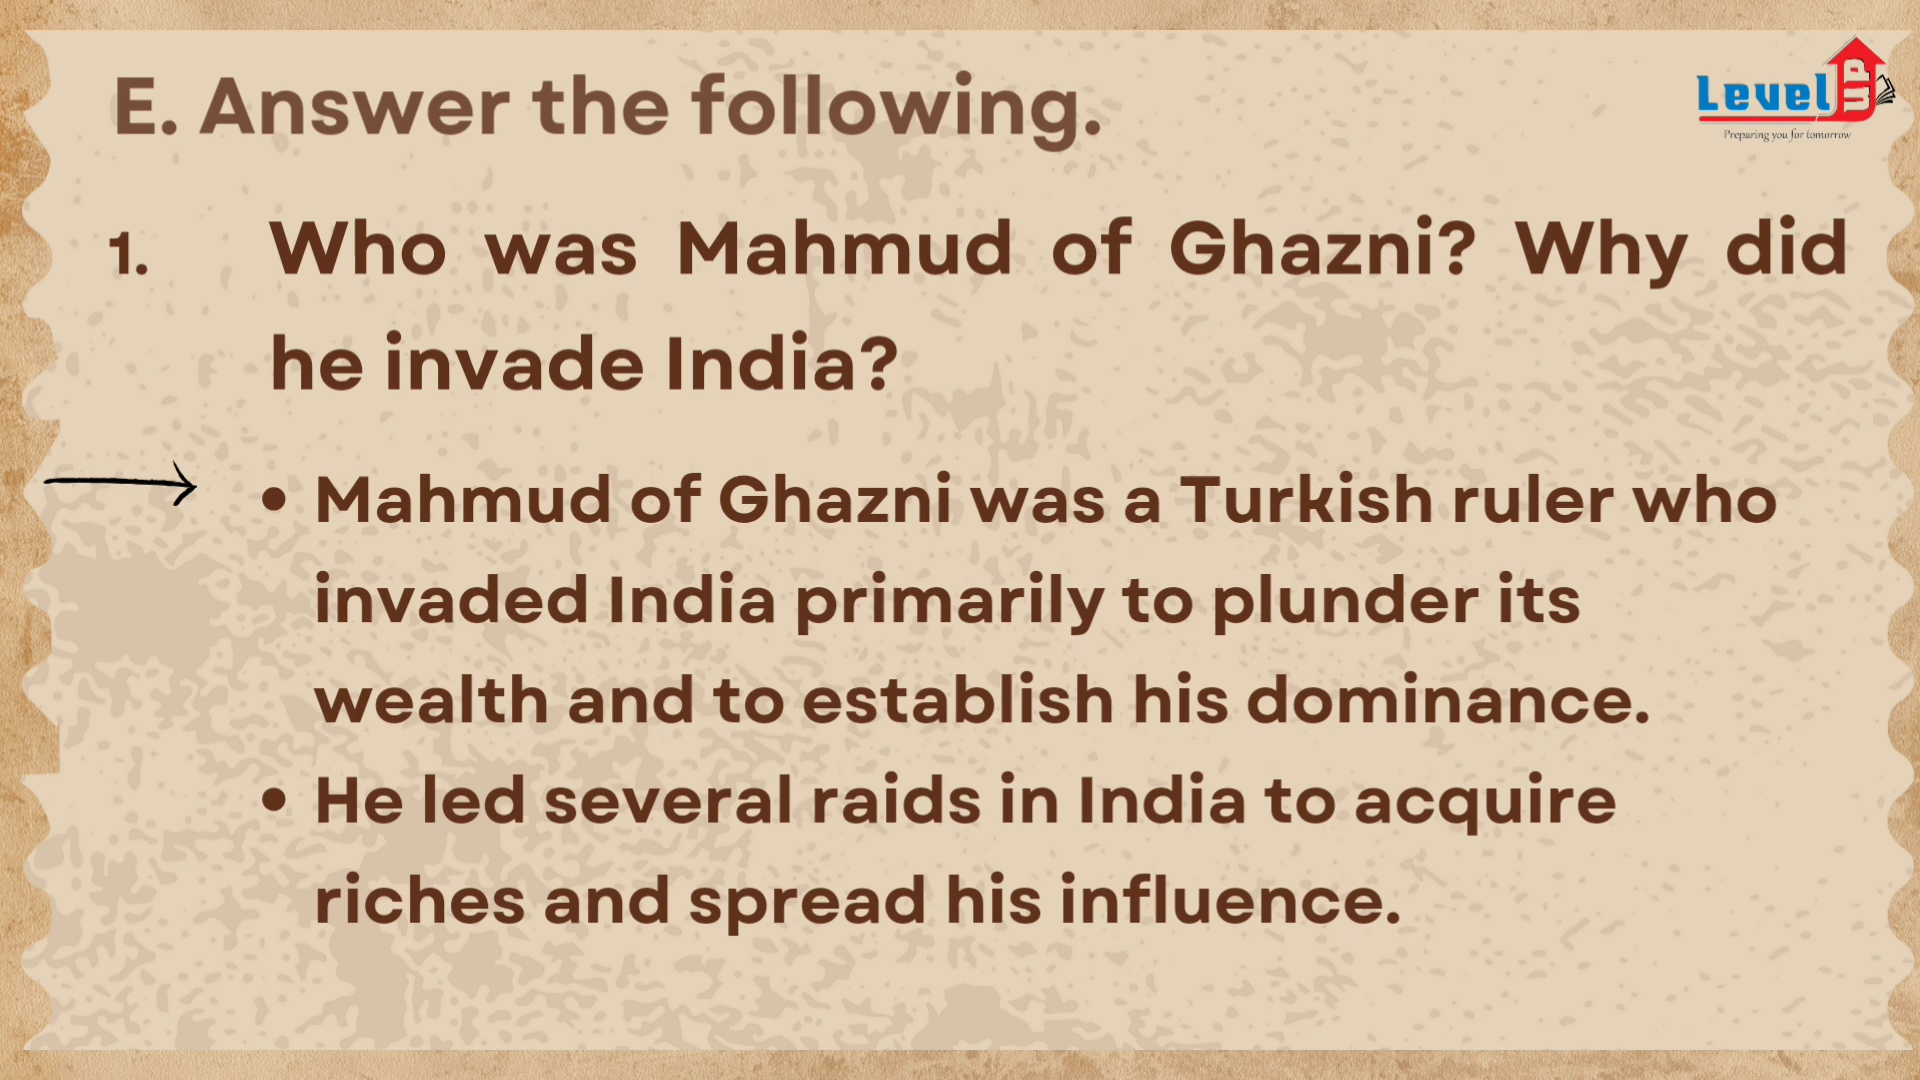 Level UP
Preparing you for tomorrow
E. Answer the following.
1. Who was Mahmud of Ghazni? Why did
he invade India?
• Mahmud of Ghazni was a Turkish ruler who
invaded India primarily to plunder its
wealth and to establish his dominance.
• He led several raids in India to acquire
riches and spread his influence.